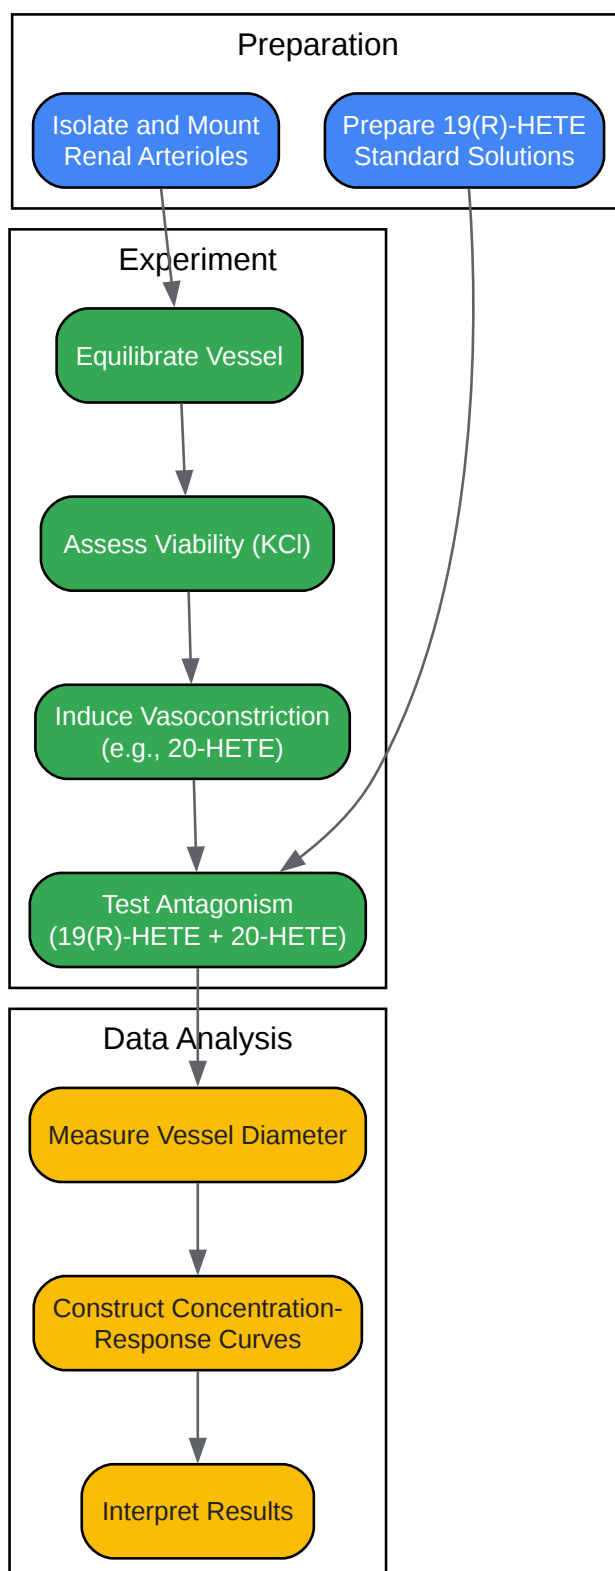 Preparation
Isolate and Mount
Renal Arterioles
Prepare 19(R)-HETE
Standard Solutions
Experiment
Equilibrate Vessel
Assess Viability (KCl)
Induce Vasoconstriction
(e.g., 20-HETE)
Test Antagonism
(19(R)-HETE + 20-HETE)
Data Analysis
Measure Vessel Diameter
Construct Concentration-
Response Curves
Interpret Results